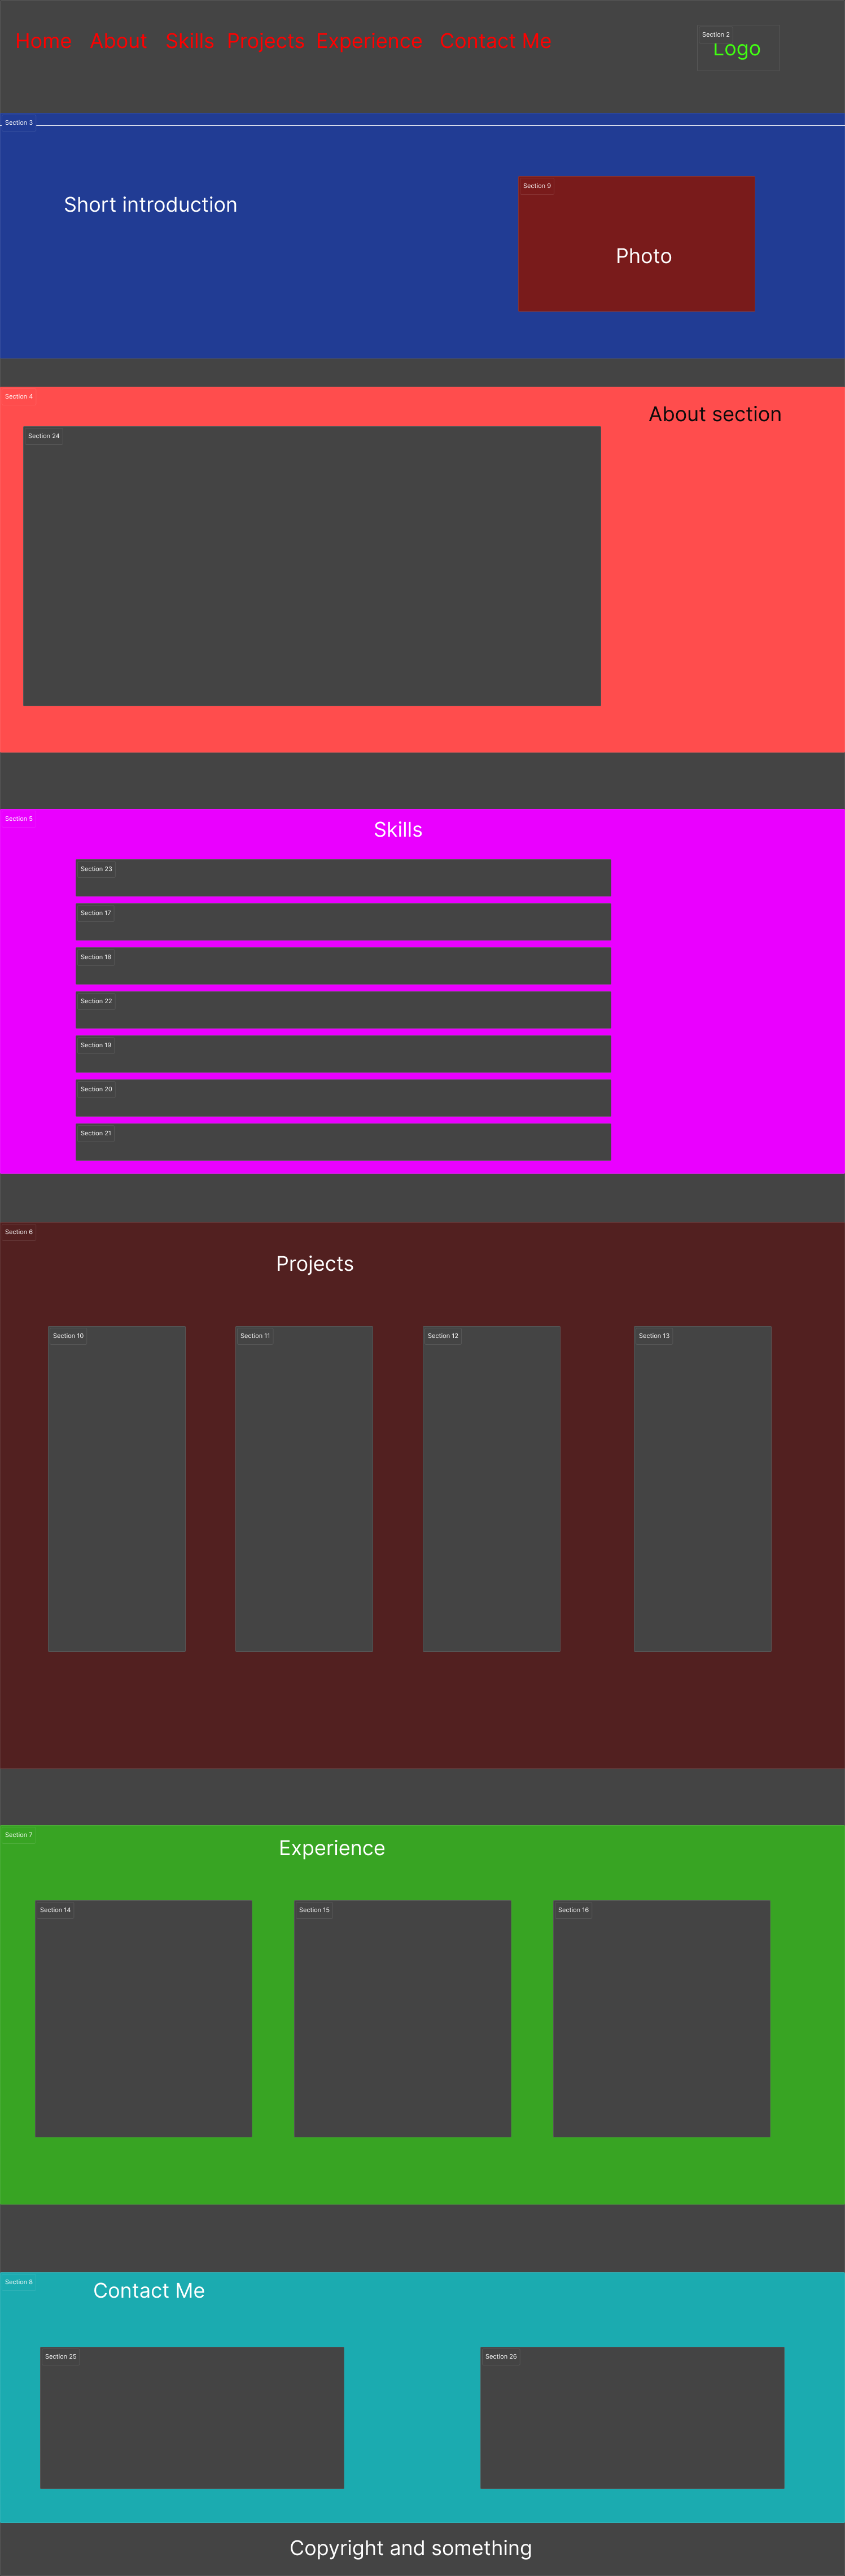 Home About Skills Projects Experience Contact Me
Section 2
Logo
Section 3
Short introduction
Section 9
Photo
Section 4
About section
Section 24
Section 5
Skills
Section 23
Section 17
Section 18
Section 22
Section 19
Section 20
Section 21
Section 6
Projects
Section 10
Section 11
Section 12
Section 13
Section 7
Experience
Section 14
Section 15
Section 16
Section 8
Contact Me
Section 25
Section 26
Copyright and something